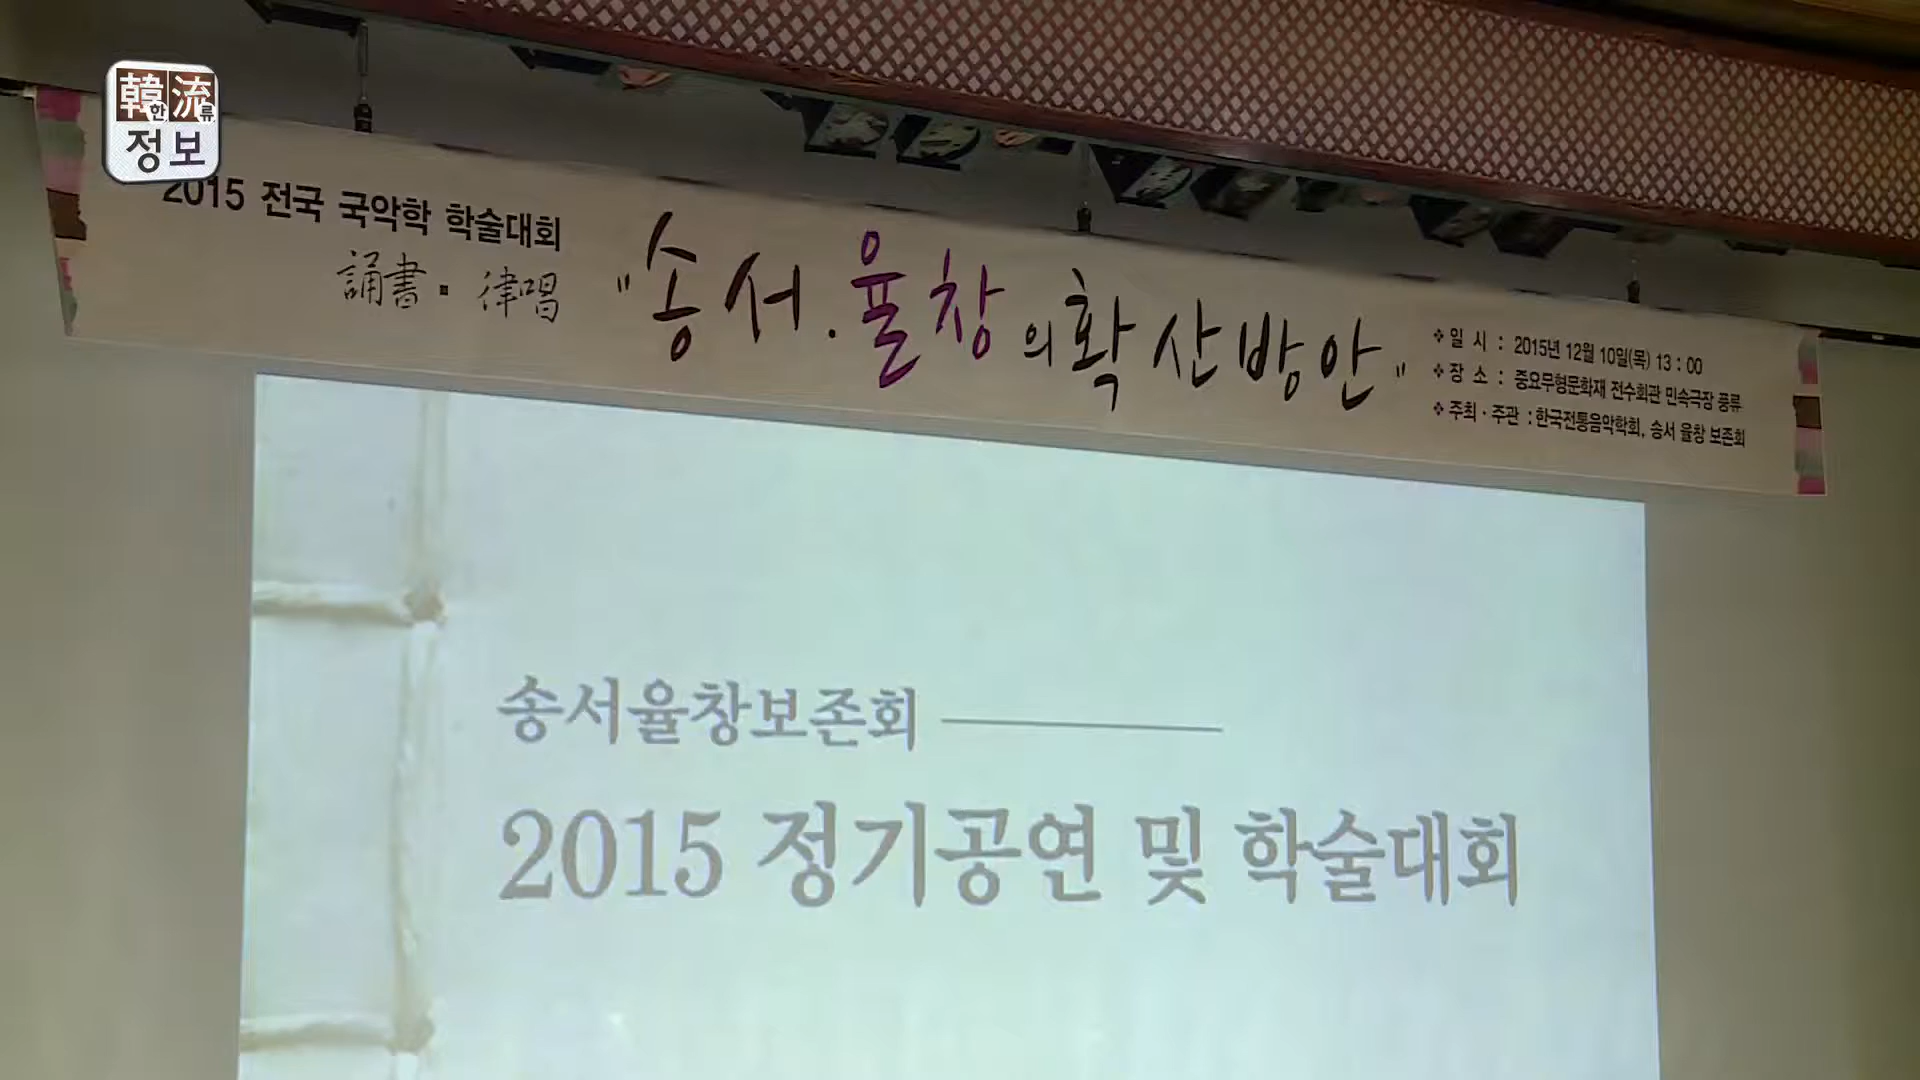 韓流
한류
정보
2015 전국 국악학 학술대회
誦書·律唱
"송서.율창의 확산방안"
❖일 시 : 2015년 12월 10일(목) 13 : 00
❖장 소 : 중요무형문화재 전수회관 민속극장 풍류
❖주최·주관 : 한국전통음악학회, 송서 율창 보존회
송서율창보존회
2015 정기공연 및 학술대회